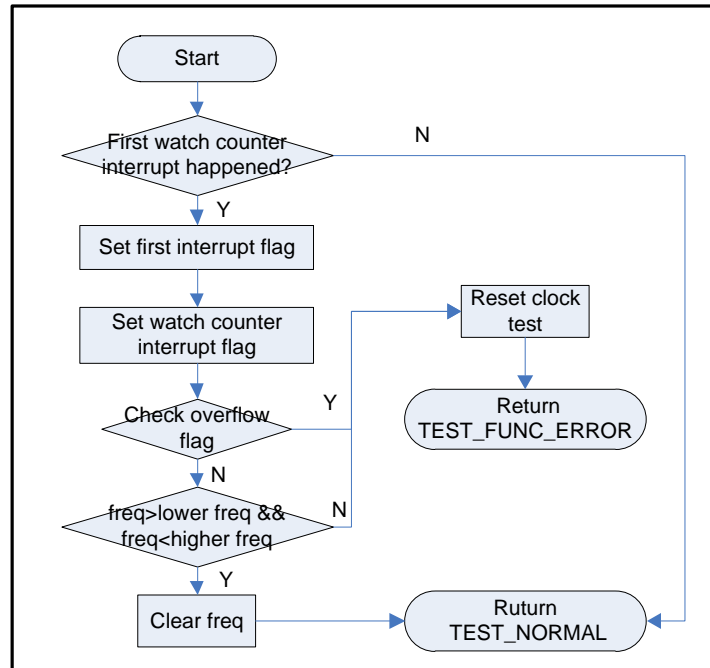 Start
First watch counter
interrupt happened?
N
Y
Set first interrupt flag
Set watch counter
interrupt flag
Reset clock
test
Check overflow
flag
Y
N
Return
TEST_FUNC_ERROR
freq>lower freq &&
freq<higher freq
N
Y
Clear freq
Ruturn
TEST_NORMAL